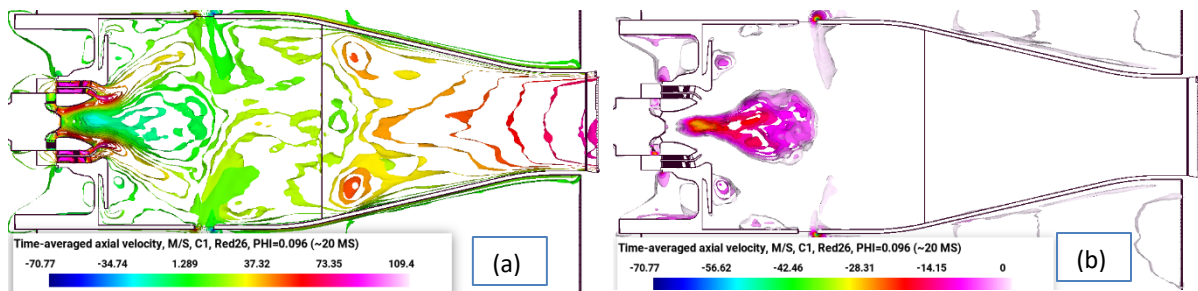 Time-averaged axial velocity, M/S, C1, Red26, PHI=0.096 (~20 MS)
-70.77 -34.74 1.289 37.32 73.35 109.4
(a)
Time-averaged axial velocity, M/S, C1, Red26, PHI=0.096 (~20 MS)
-70.77 -56.62 -42.46 -28.31 -14.15 0
(b)